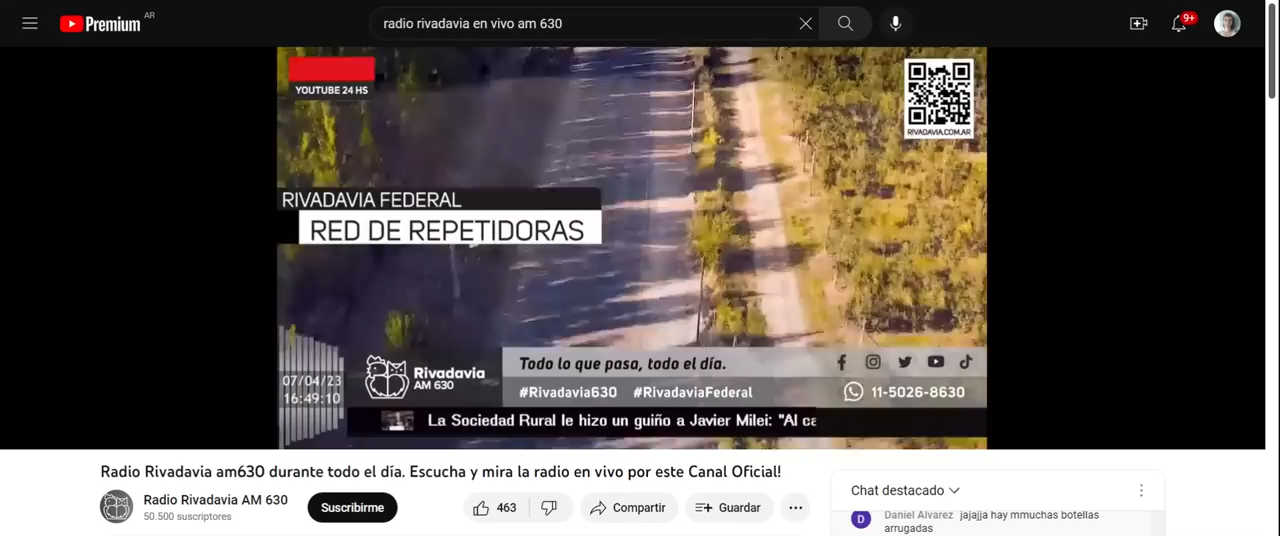 Premium AR
radio rivadavia en vivo am 630
9+
YOUTUBE 24 HS
RIVADAVIA.COM.AR
RIVADAVIA FEDERAL
RED DE REPETIDORAS
Todo lo que pasa, todo el día.
07/04/23
16:49:10
Rivadavia
AM 630
#Rivadavia630 #RivadaviaFederal
11-5026-8630
La Sociedad Rural le hizo un guiño a Javier Milei: "Al ca
Radio Rivadavia am630 durante todo el día. Escucha y mira la radio en vivo por este Canal Oficial!
Radio Rivadavia AM 630
50.500 suscriptores
Suscribirme
463
Compartir
Guardar
Chat destacado
D
Daniel Alvarez jajajja hay mmuchas botellas
arrugadas